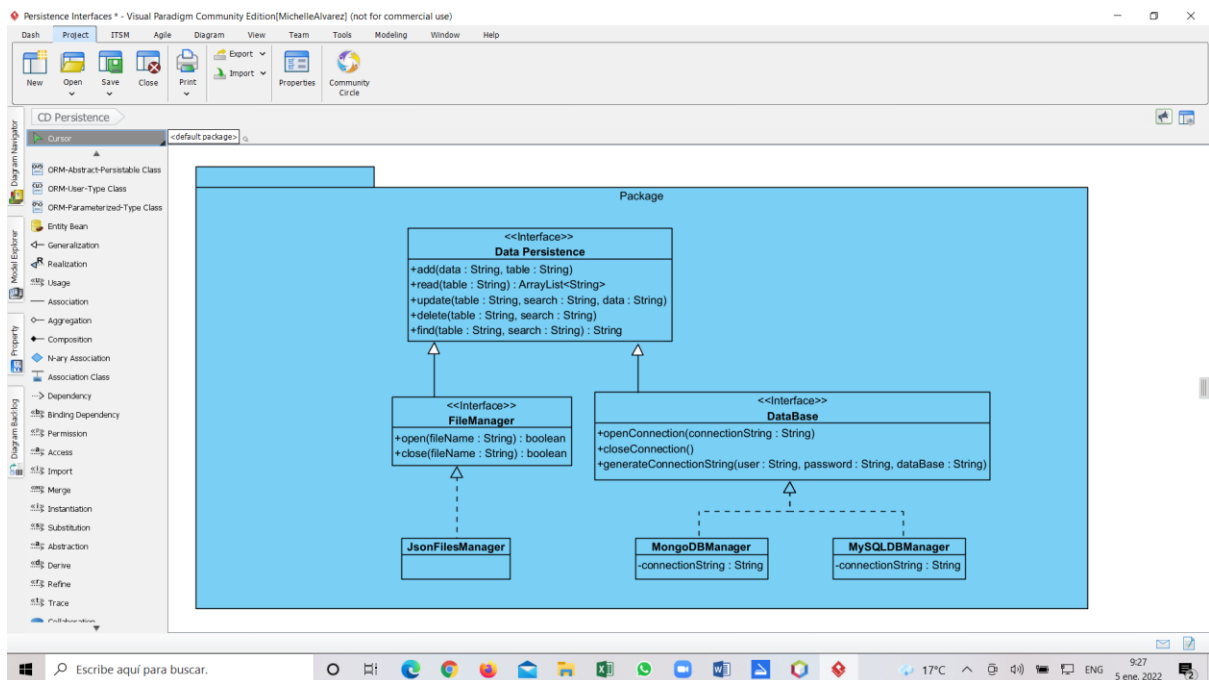 Persistence Interfaces * - Visual Paradigm Community Edition[MichelleAlvarez] (not for commercial use)
Dash Project ITSM Agile Diagram View Team Tools Modeling Window Help
New Open Save Close Print Export Import Properties Community Circle
CD Persistence
Cursor
<default package>
Diagram Navigator
Model Explorer
Property
Diagram Backlog
ORM-Abstract-Persistable Class
ORM-User-Type Class
ORM-Parameterized-Type Class
Entity Bean
Generalization
Realization
Usage
Association
Aggregation
Composition
N-ary Association
Association Class
Dependency
Binding Dependency
Permission
Access
Import
Merge
Instantiation
Substitution
Abstraction
Derive
Refine
Trace
Collaboration
Package
<<Interface>>
Data Persistence
+add(data : String, table : String)
+read(table : String) : ArrayList<String>
+update(table : String, search : String, data : String)
+delete(table : String, search : String)
+find(table : String, search : String) : String
<<Interface>>
FileManager
+open(fileName : String) : boolean
+close(fileName : String) : boolean
<<Interface>>
DataBase
+openConnection(connectionString : String)
+closeConnection()
+generateConnectionString(user : String, password : String, dataBase : String)
JsonFilesManager
MongoDBManager
-connectionString : String
MySQLDBManager
-connectionString : String
Escribe aquí para buscar.
17°C
ENG
9:27
5 ene. 2022